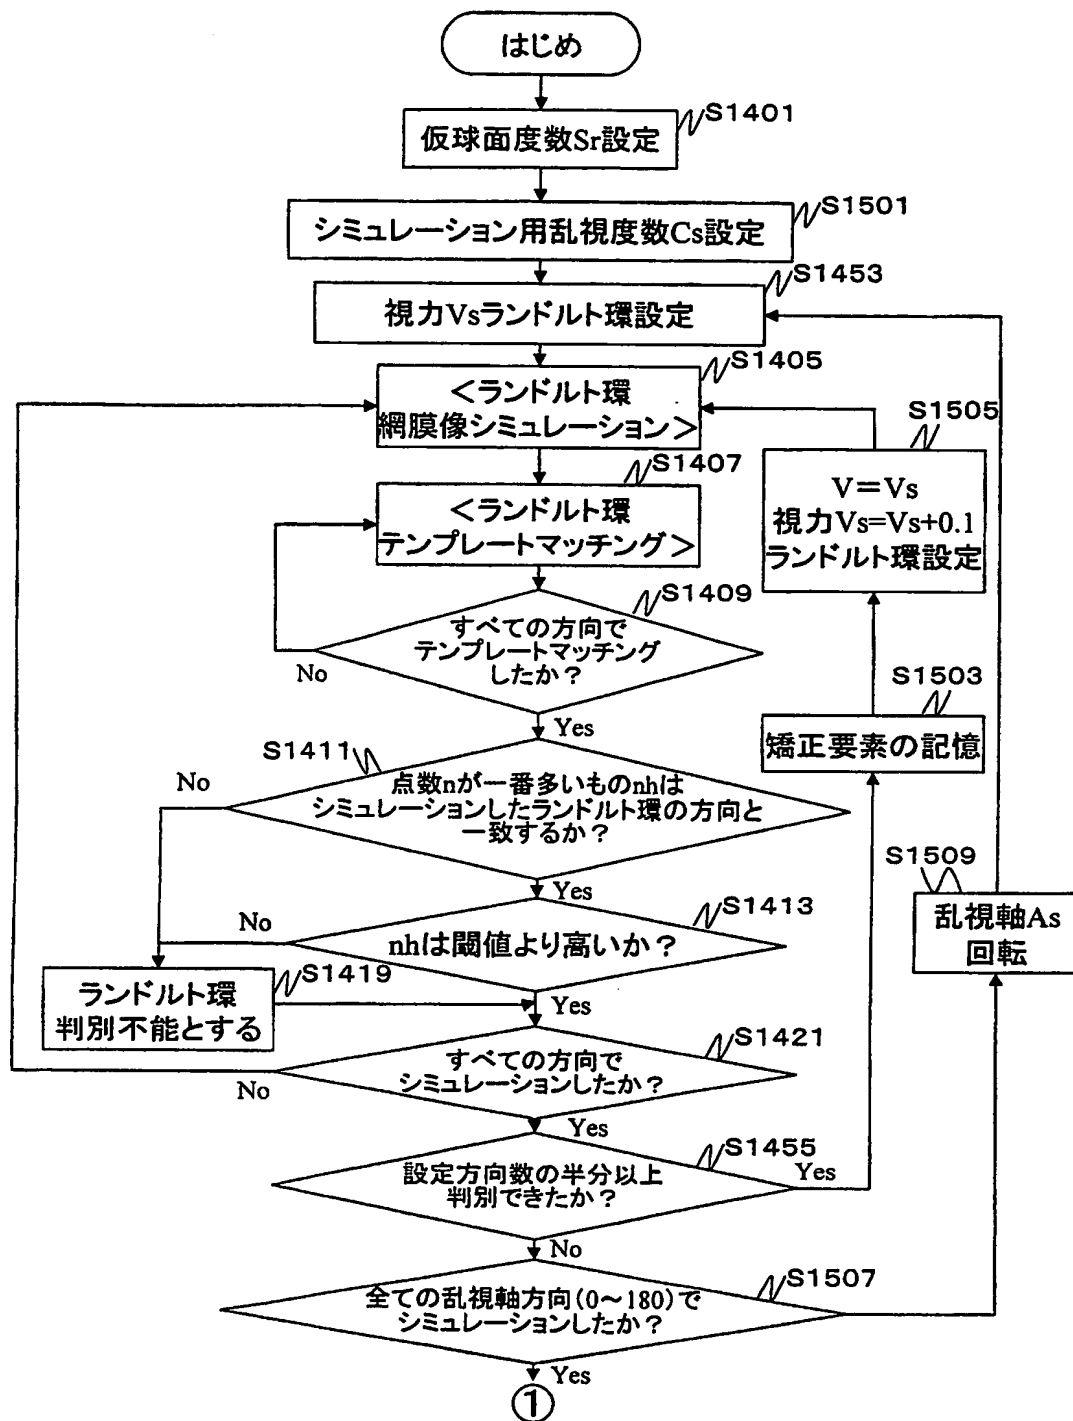 はじめ
S1401
仮球面度数Sr設定
S1501
シミュレーション用乱視度数Cs設定
S1453
視力Vsランドルト環設定
S1405
<ランドルト環
網膜像シミュレーション>
S1407
<ランドルト環
テンプレートマッチング>
S1505
V=Vs
視力Vs=Vs+0.1
ランドルト環設定
S1409
すべての方向で
テンプレートマッチング
したか?
No
Yes
S1503
矯正要素の記憶
S1411
点数nが一番多いものnhは
シミュレーションしたランドルト環の方向と
一致するか?
No
Yes
S1509
乱視軸As
回転
S1413
nhは閾値より高いか?
No
Yes
S1419
ランドルト環
判別不能とする
S1421
すべての方向で
シミュレーションしたか?
No
Yes
S1455
設定方向数の半分以上
判別できたか?
Yes
No
S1507
全ての乱視軸方向(0~180)で
シミュレーションしたか?
Yes
①